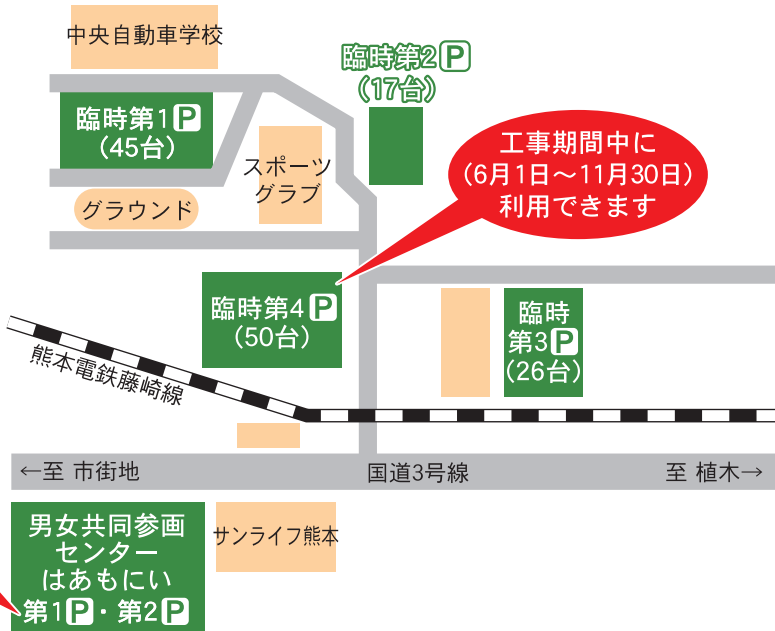 中央自動車学校
臨時第2P
(17台)
臨時第1P
(45台)
スポーツ
グラブ
グラウンド
工事期間中に
(6月1日〜11月30日)
利用できます
臨時第4P
(50台)
臨時
第3P
(26台)
熊本電鉄藤崎線
←至 市街地
国道3号線
至 植木→
男女共同参画
センター
はあもにい
第1P・第2P
サンライフ熊本